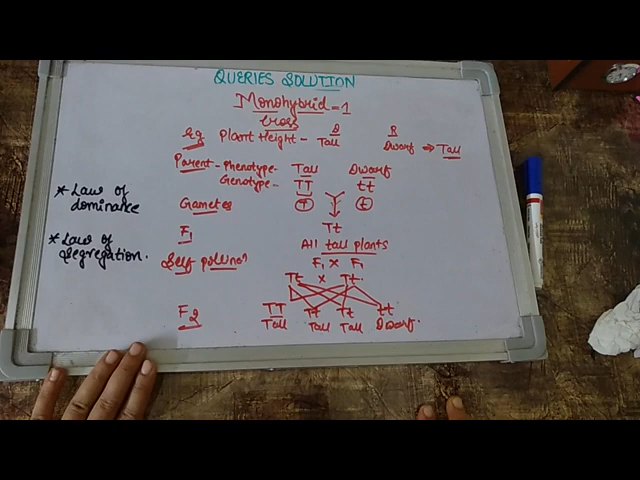 QUERIES SOLUTION
Monohybrid = 1
Cross
D R
Eg Plant Height - Tall Dwarf ⇒ Tall
Parent - Phenotype - Tall Dwarf
Genotype - TT tt
Gametes T t
Tt
F1 All tall plants
Self pollinⁿ F1 × F1
Tt × Tt
F2 TT Tt Tt tt
Tall Tall Tall Dwarf
* Law of
dominance
* Law of
segregation.